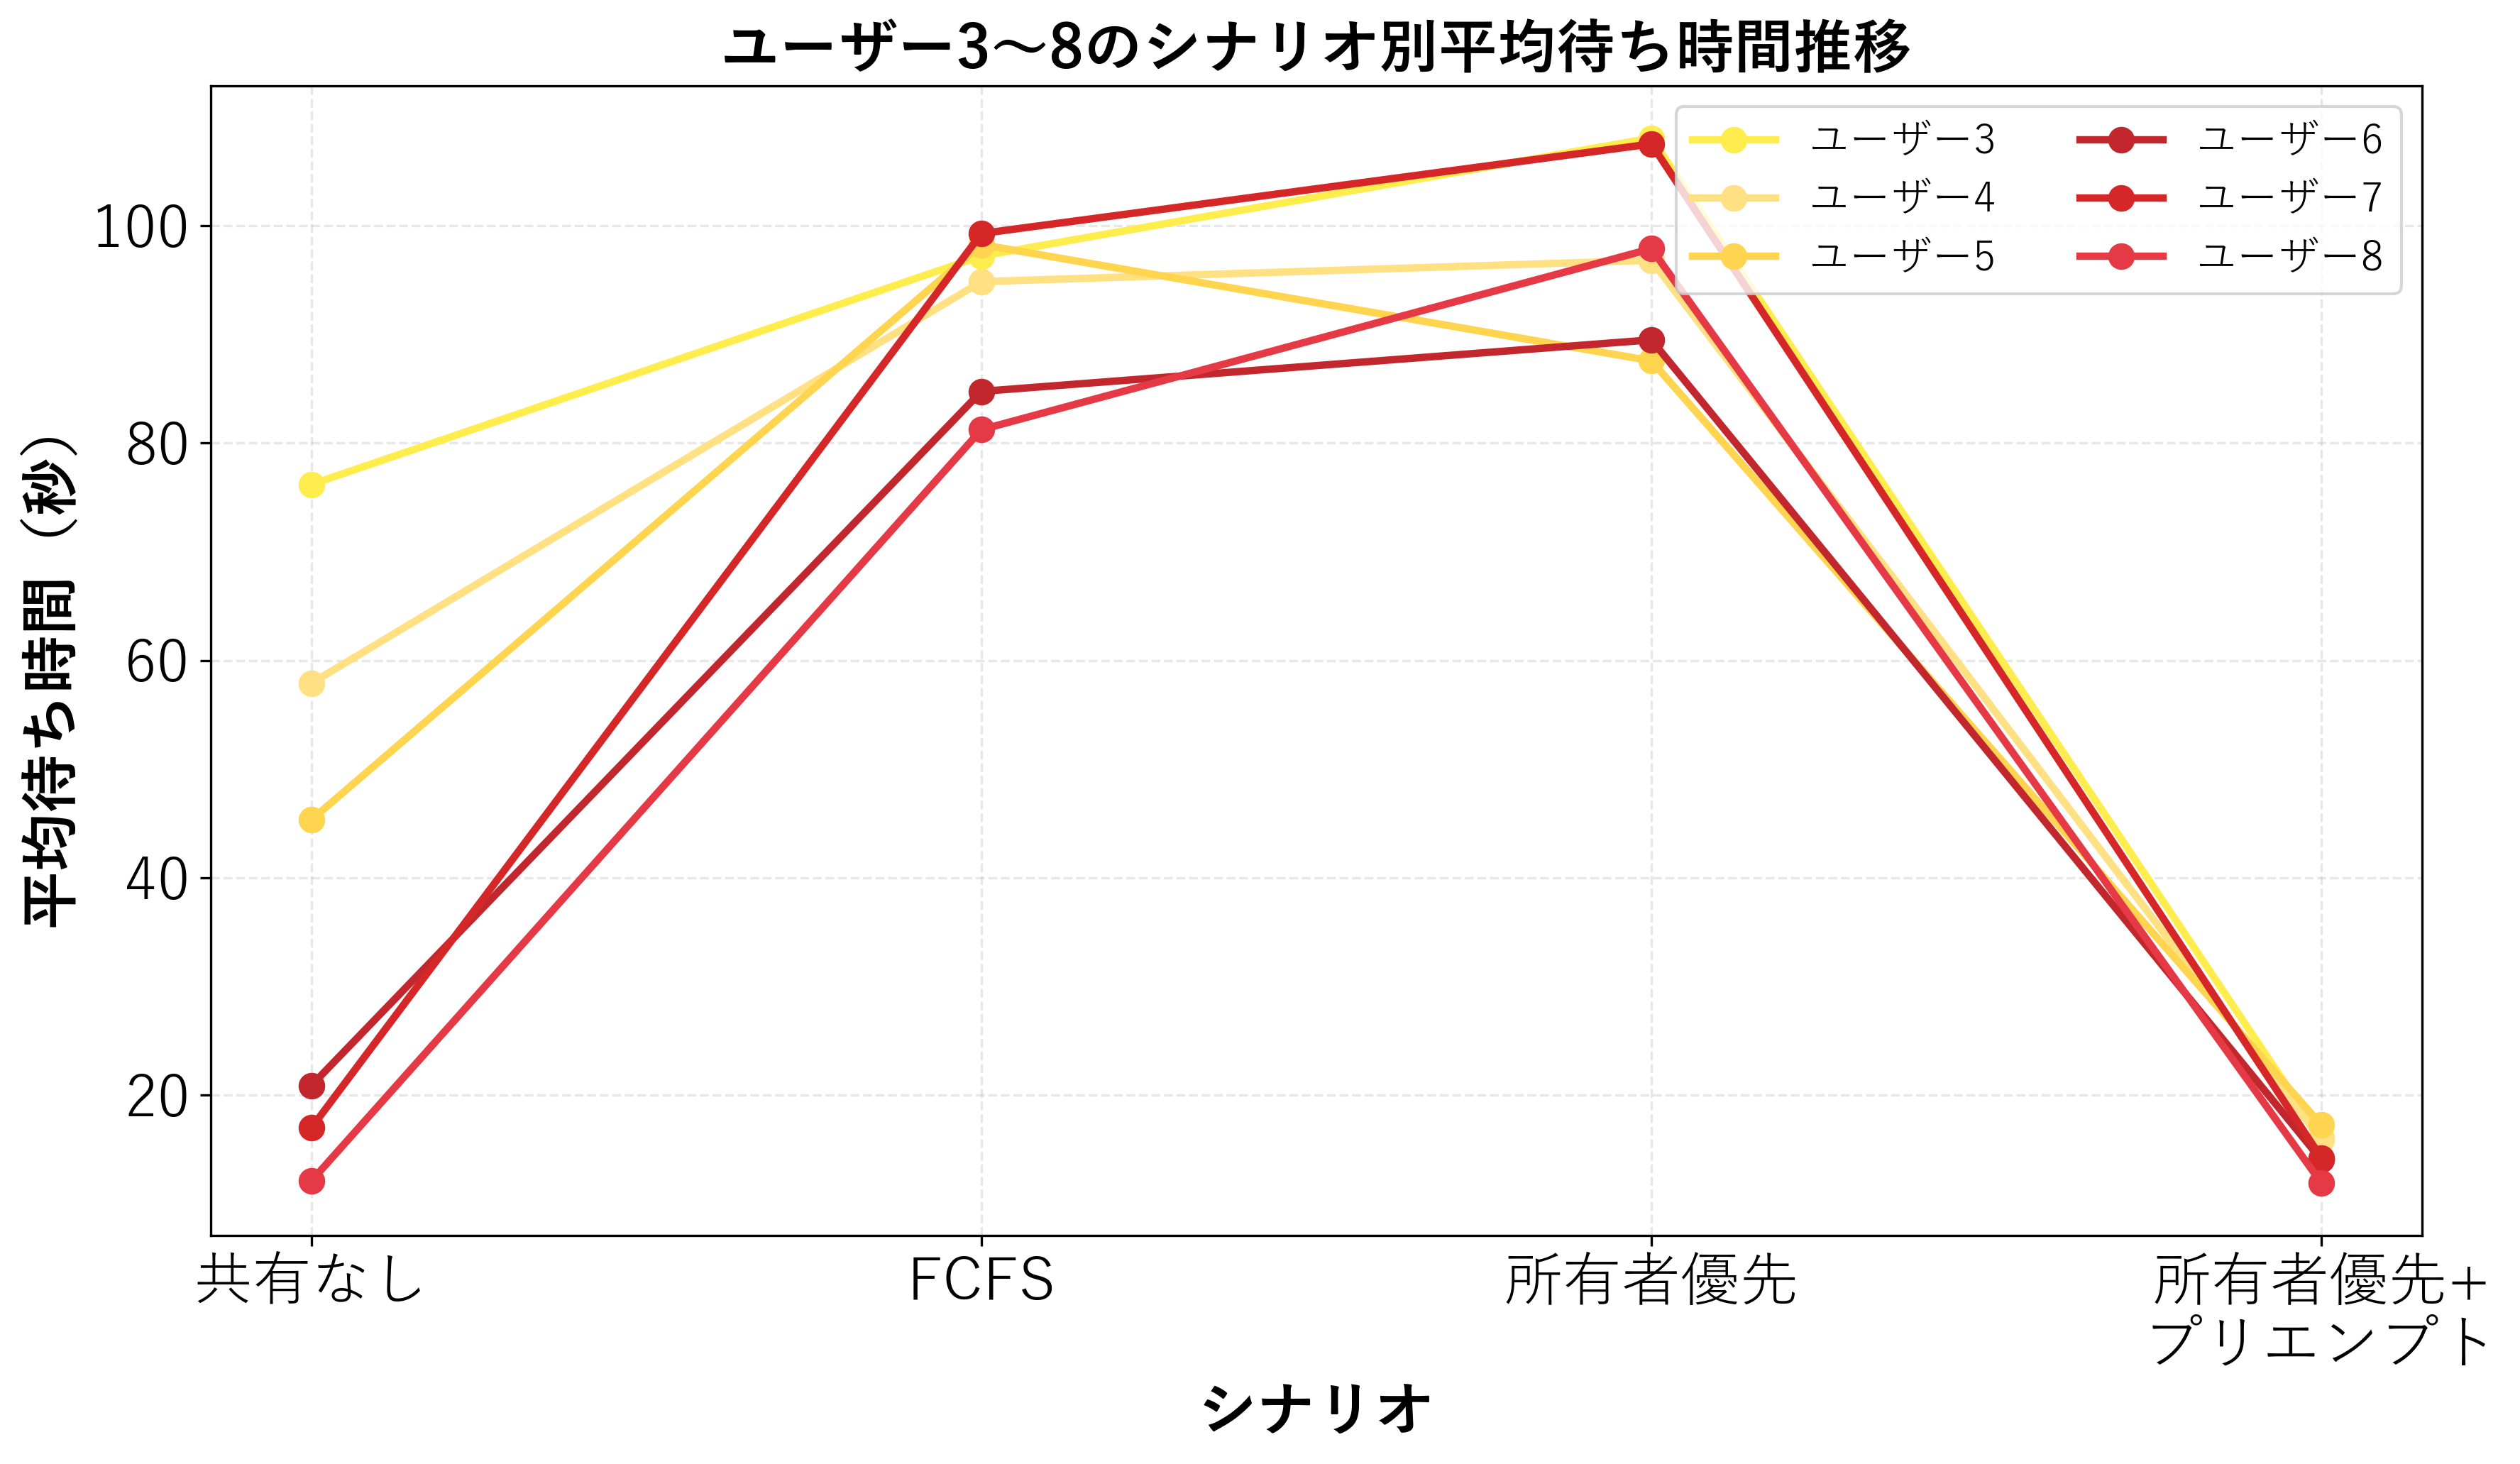 ユーザー3～8のシナリオ別平均待ち時間推移
平均待ち時間（秒）
100
80
60
40
20
ユーザー3
ユーザー4
ユーザー5
ユーザー6
ユーザー7
ユーザー8
共有なし
FCFS
所有者優先
所有者優先+
プリエンプト
シナリオ